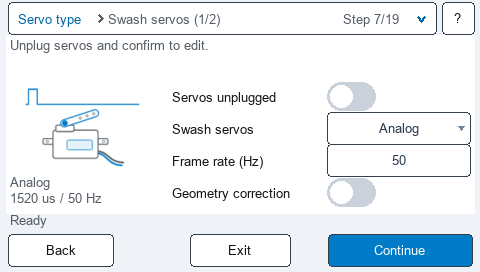 Servo type > Swash servos (1/2) Step 7/19 ?
Unplug servos and confirm to edit.
Servos unplugged
Swash servos Analog
Frame rate (Hz) 50
Geometry correction
Analog
1520 us / 50 Hz
Ready
Back Exit Continue